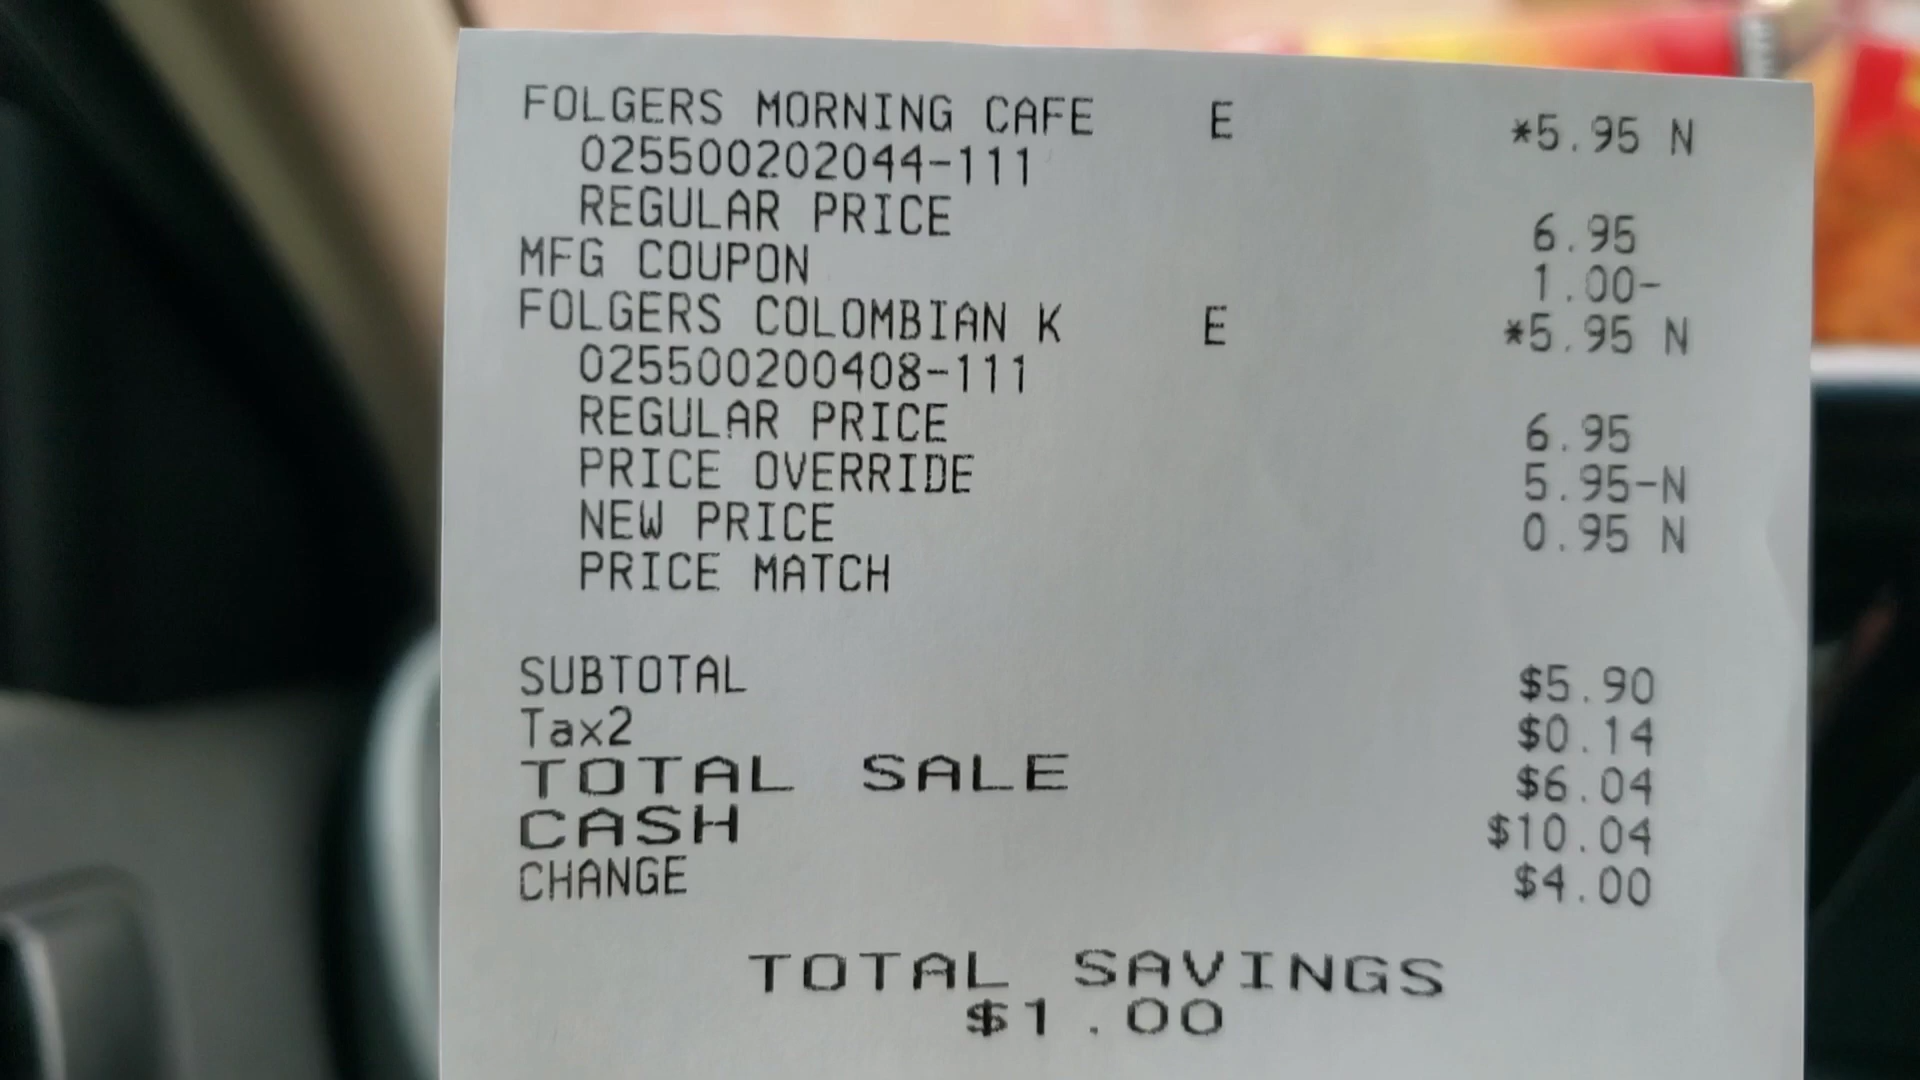 FOLGERS MORNING CAFE E *5.95 N
025500202044-111
REGULAR PRICE 6.95
MFG COUPON 1.00-
FOLGERS COLOMBIAN K E *5.95 N
025500200408-111
REGULAR PRICE 6.95
PRICE OVERRIDE 5.95-N
NEW PRICE 0.95 N
PRICE MATCH
SUBTOTAL $5.90
Tax2 $0.14
TOTAL SALE $6.04
CASH $10.04
CHANGE $4.00
TOTAL SAVINGS
$1.00